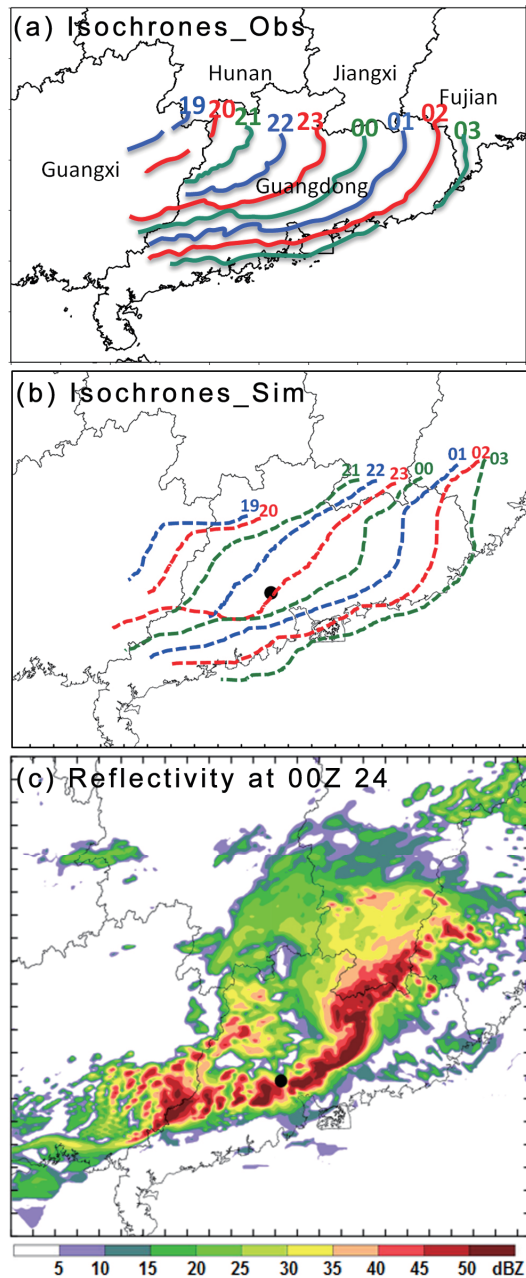 (a) Isochrones_Obs
Hunan
Jiangxi
Fujian
19
20
21
22
23
00
01
02
03
Guangxi
Guangdong
(b) Isochrones_Sim
19
20
21
22
23
00
01
02
03
(c) Reflectivity at 00Z 24
5 10 15 20 25 30 35 40 45 50 dBZ